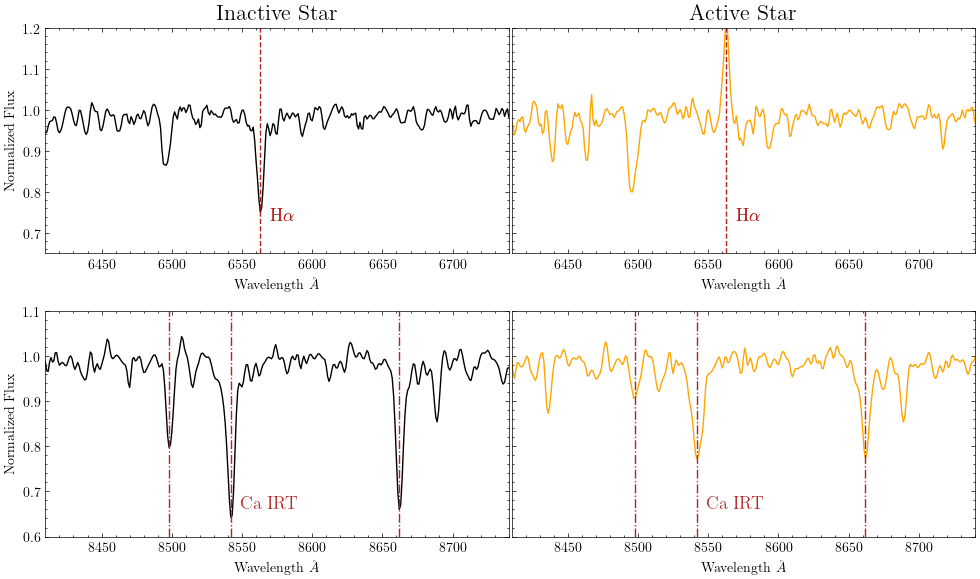 Inactive Star
Active Star
1.2
1.1
1.0
0.9
0.8
0.7
Normalized Flux
Hα
Hα
6450 6500 6550 6600 6650 6700
6450 6500 6550 6600 6650 6700
Wavelength Å
Wavelength Å
1.1
1.0
0.9
0.8
0.7
0.6
Normalized Flux
Ca IRT
Ca IRT
8450 8500 8550 8600 8650 8700
8450 8500 8550 8600 8650 8700
Wavelength Å
Wavelength Å